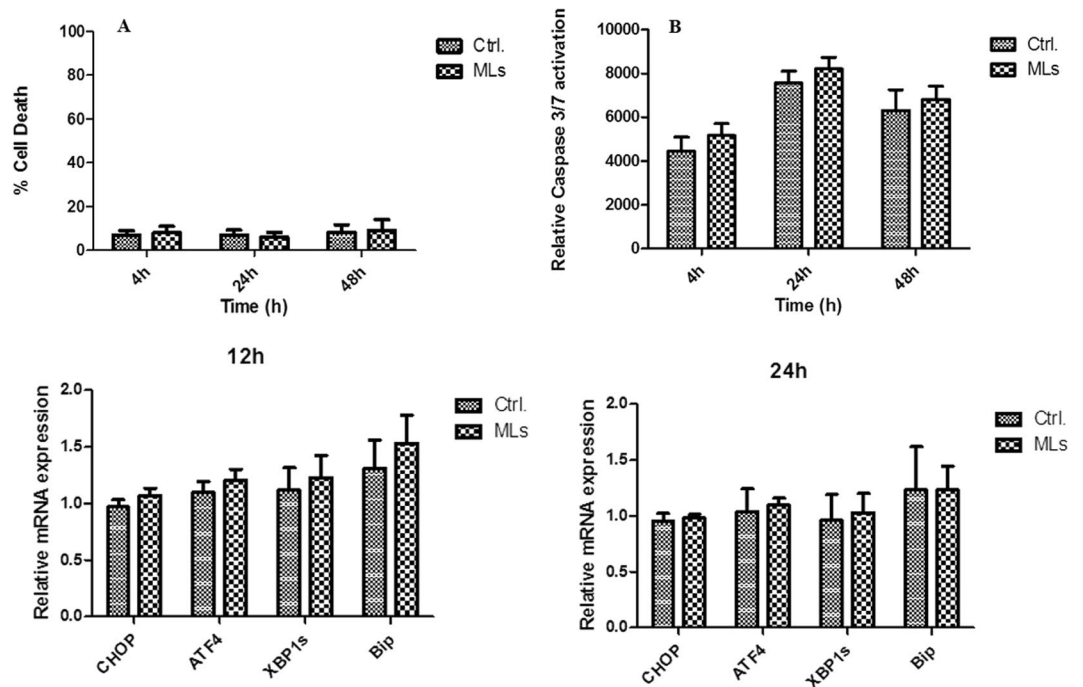 A
% Cell Death
100
80
60
40
20
0
4h
24h
48h
Time (h)
Ctrl.
MLs
B
Relative Caspase 3/7 activation
10000
8000
6000
4000
2000
0
4h
24h
48h
Time (h)
Ctrl.
MLs
12h
Relative mRNA expression
2.0
1.5
1.0
0.5
0.0
CHOP
ATF4
XBP1s
Bip
Ctrl.
MLs
24h
Relative mRNA expression
2.0
1.5
1.0
0.5
0.0
CHOP
ATF4
XBP1s
Bip
Ctrl.
MLs